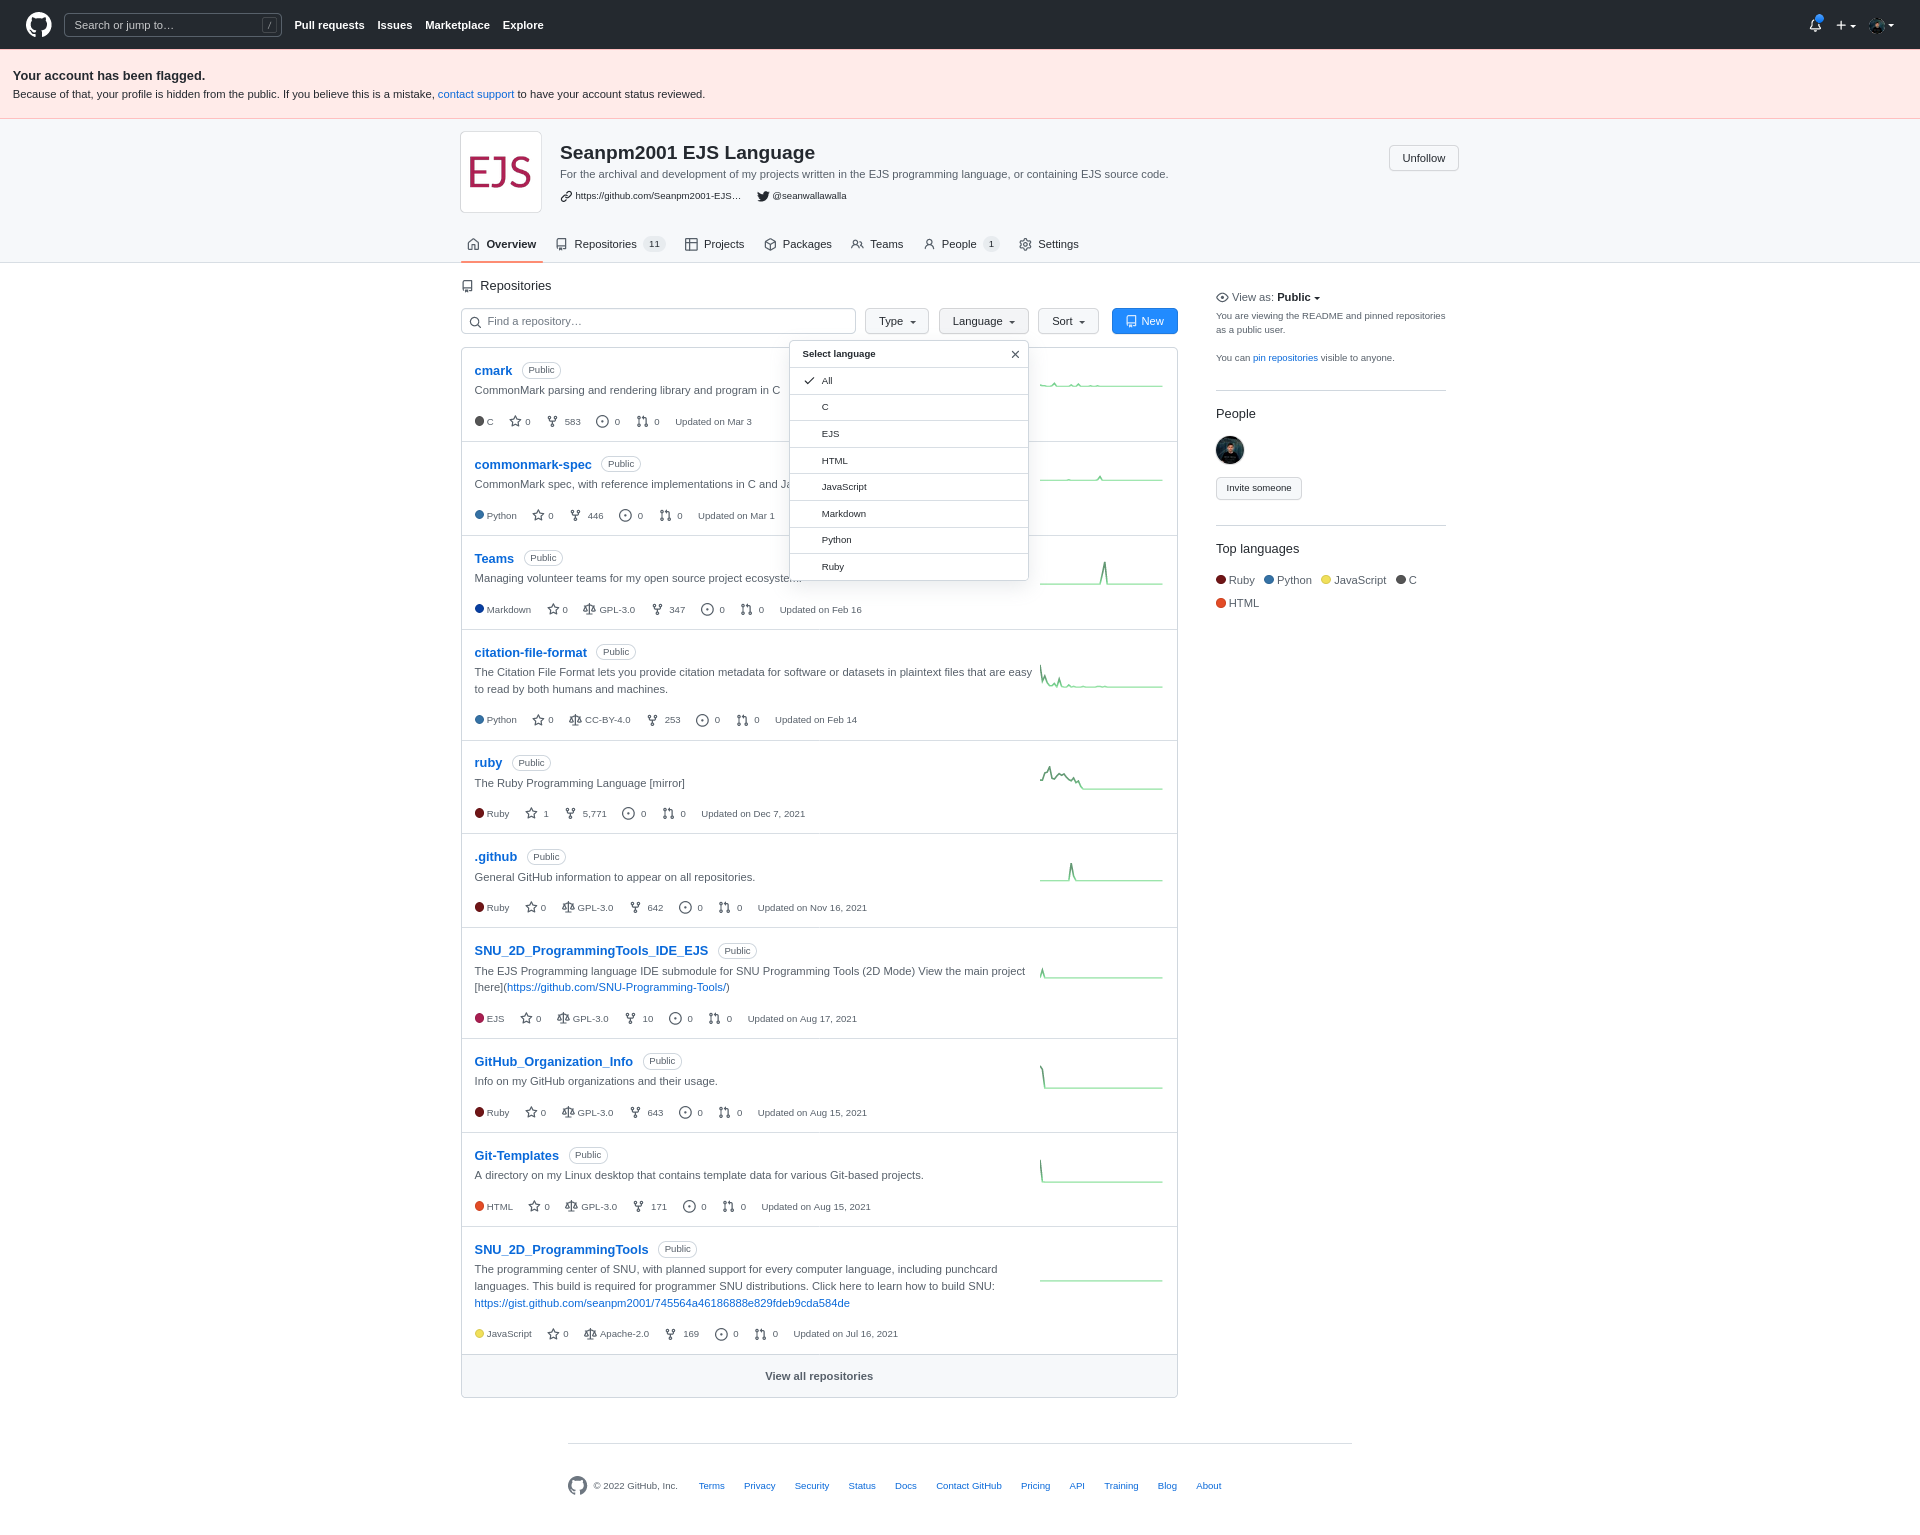 Search or jump to…
/
Pull requests
Issues
Marketplace
Explore
Your account has been flagged.
Because of that, your profile is hidden from the public. If you believe this is a mistake, contact support to have your account status reviewed.
EJS
Seanpm2001 EJS Language
For the archival and development of my projects written in the EJS programming language, or containing EJS source code.
https://github.com/Seanpm2001-EJS…
@seanwallawalla
Unfollow
Overview
Repositories 11
Projects
Packages
Teams
People 1
Settings
Repositories
Find a repository…
Type
Language
Sort
New
Select language
All
C
EJS
HTML
JavaScript
Markdown
Python
Ruby
cmark Public
CommonMark parsing and rendering library and program in C
C 0 583 0 0 Updated on Mar 3
commonmark-spec Public
CommonMark spec, with reference implementations in C and
Python 0 446 0 0 Updated on Mar 1
Teams Public
Managing volunteer teams for my open source project ecosystem.
Markdown 0 GPL-3.0 347 0 0 Updated on Feb 16
citation-file-format Public
The Citation File Format lets you provide citation metadata for software or datasets in plaintext files that are easy
to read by both humans and machines.
Python 0 CC-BY-4.0 253 0 0 Updated on Feb 14
ruby Public
The Ruby Programming Language [mirror]
Ruby 1 5,771 0 0 Updated on Dec 7, 2021
.github Public
General GitHub information to appear on all repositories.
Ruby 0 GPL-3.0 642 0 0 Updated on Nov 16, 2021
SNU_2D_ProgrammingTools_IDE_EJS Public
The EJS Programming language IDE submodule for SNU Programming Tools (2D Mode) View the main project
[here](https://github.com/SNU-Programming-Tools/)
EJS 0 GPL-3.0 10 0 0 Updated on Aug 17, 2021
GitHub_Organization_Info Public
Info on my GitHub organizations and their usage.
Ruby 0 GPL-3.0 643 0 0 Updated on Aug 15, 2021
Git-Templates Public
A directory on my Linux desktop that contains template data for various Git-based projects.
HTML 0 GPL-3.0 171 0 0 Updated on Aug 15, 2021
SNU_2D_ProgrammingTools Public
The programming center of SNU, with planned support for every computer language, including punchcard
languages. This build is required for programmer SNU distributions. Click here to learn how to build SNU:
https://gist.github.com/seanpm2001/745564a46186888e829fdeb9cda584de
JavaScript 0 Apache-2.0 169 0 0 Updated on Jul 16, 2021
View all repositories
View as: Public
You are viewing the README and pinned repositories
as a public user.
You can pin repositories visible to anyone.
People
Invite someone
Top languages
Ruby Python JavaScript C
HTML
© 2022 GitHub, Inc.
Terms
Privacy
Security
Status
Docs
Contact GitHub
Pricing
API
Training
Blog
About